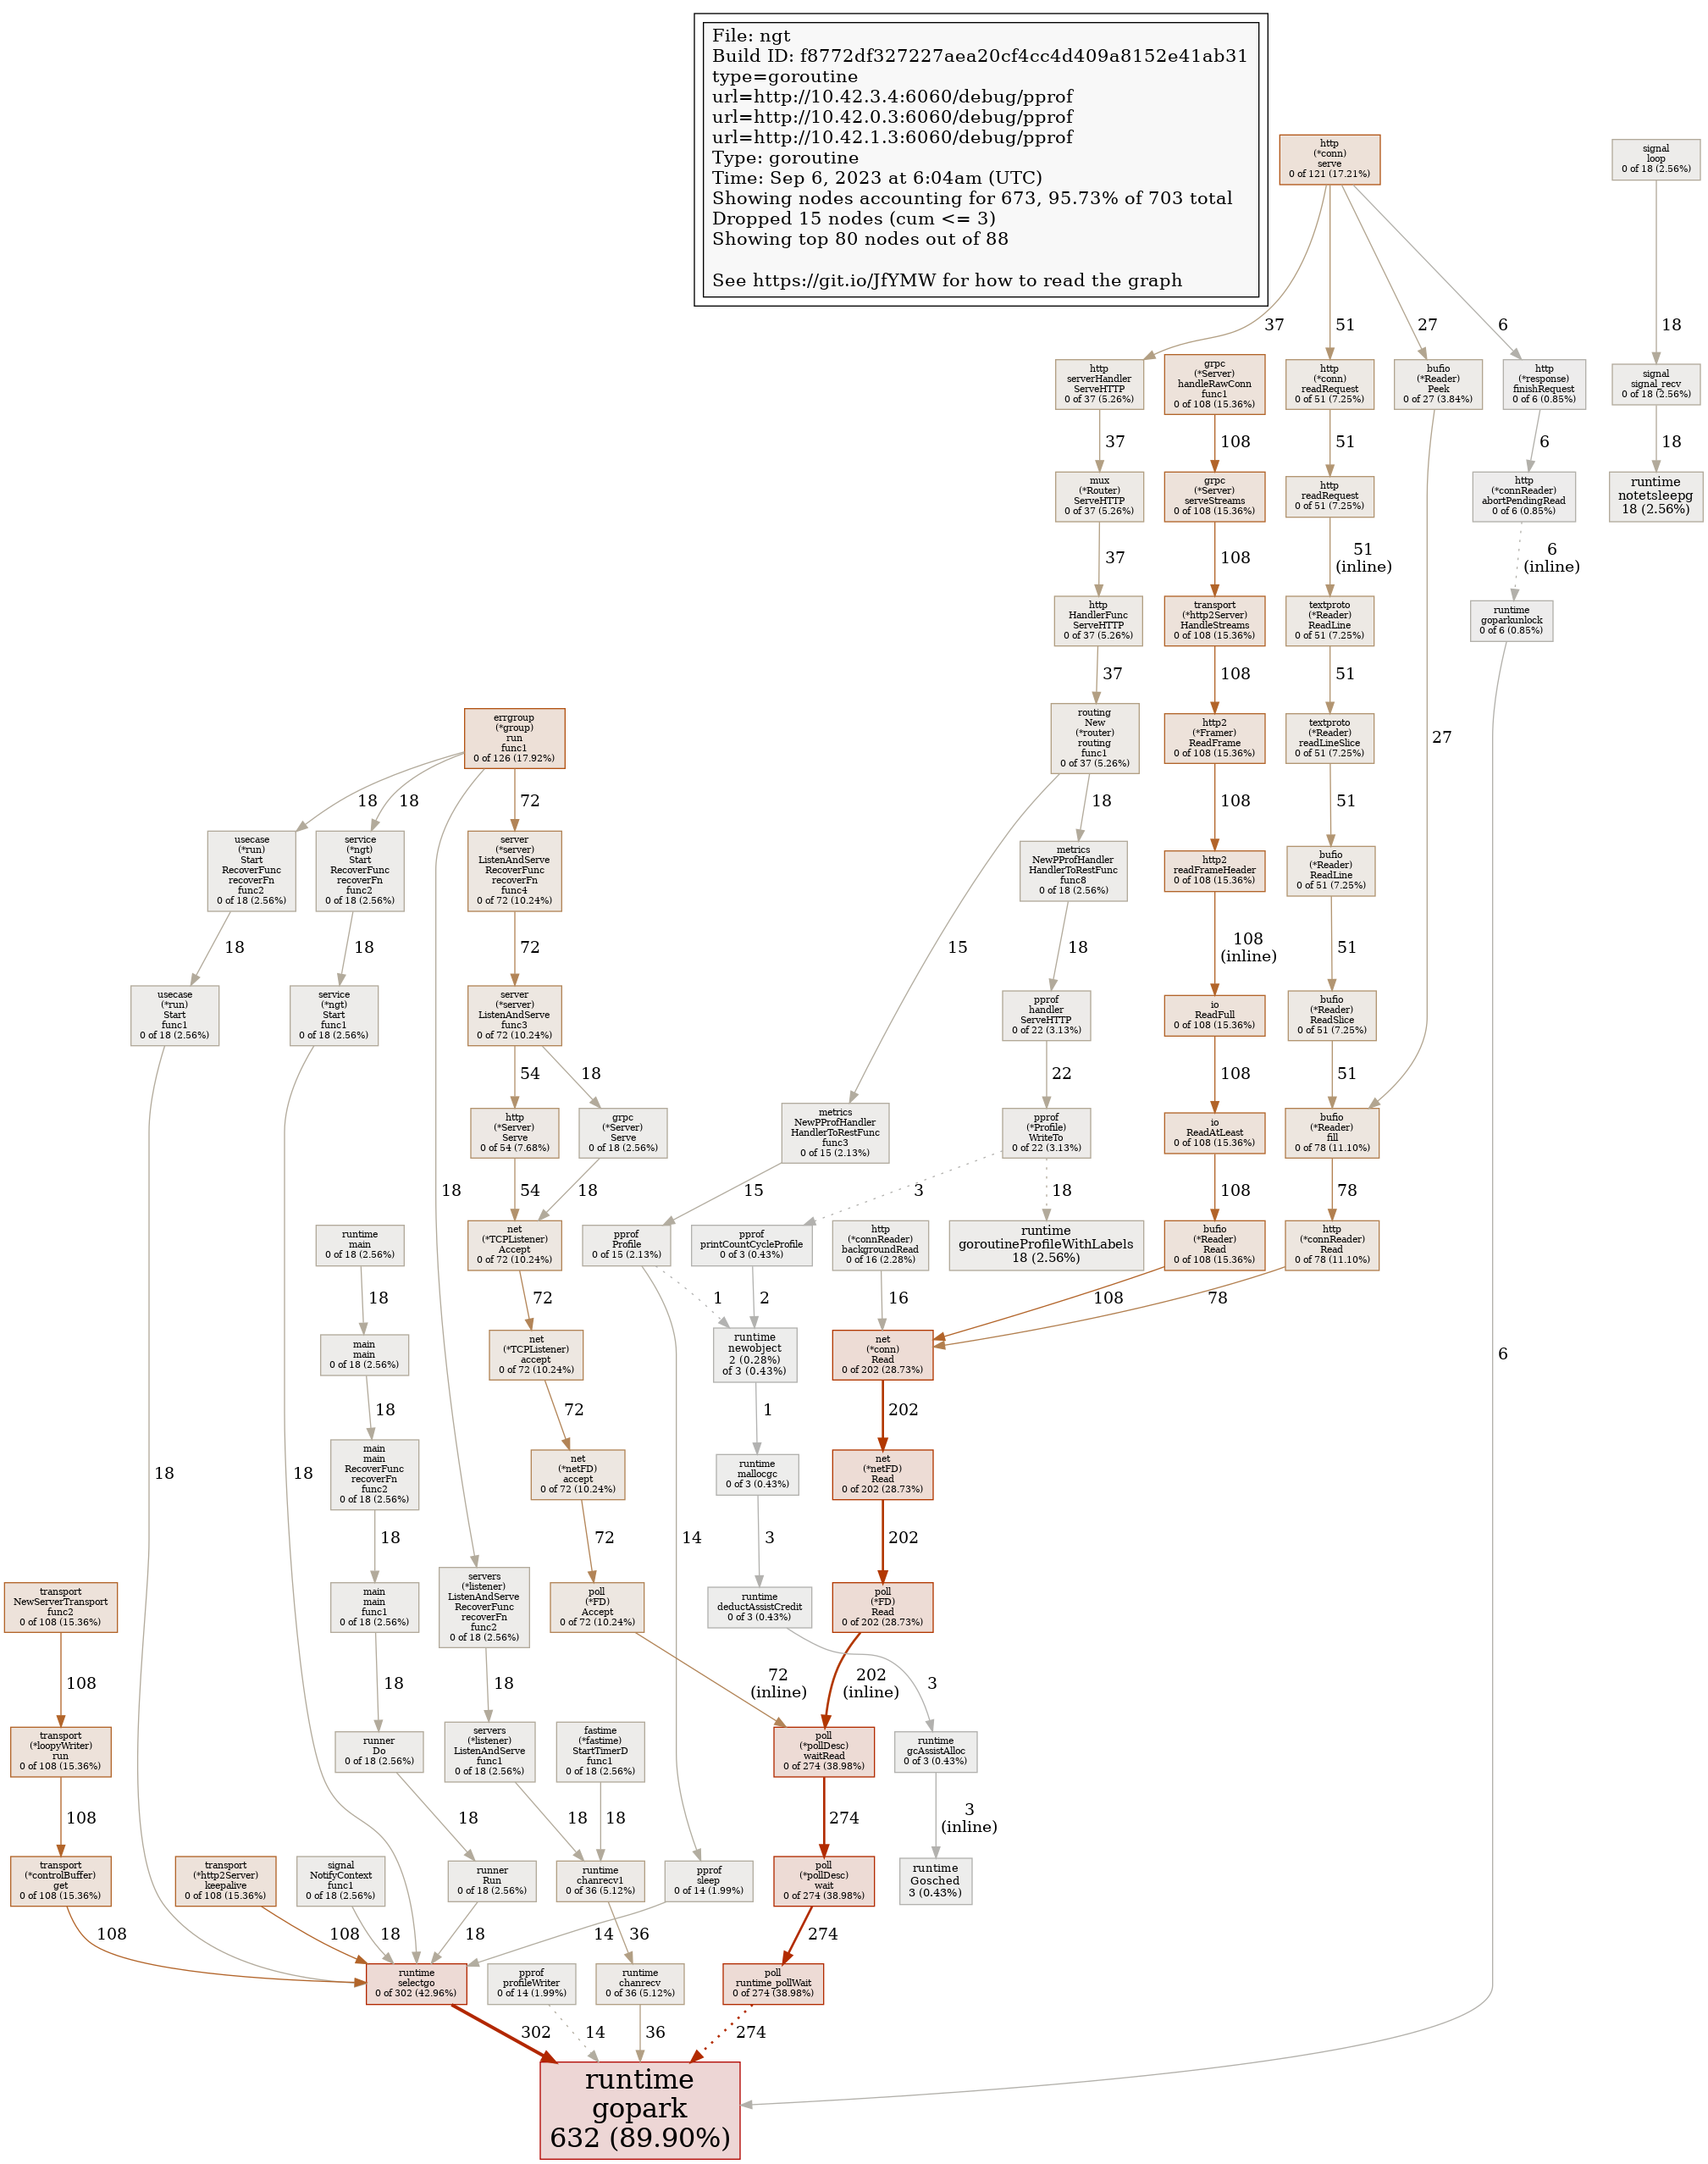 File: ngt
Build ID: f8772df327227aea20cf4cc4d409a8152e41ab31
type=goroutine
url=http://10.42.3.4:6060/debug/pprof
url=http://10.42.0.3:6060/debug/pprof
url=http://10.42.1.3:6060/debug/pprof
Type: goroutine
Time: Sep 6, 2023 at 6:04am (UTC)
Showing nodes accounting for 673, 95.73% of 703 total
Dropped 15 nodes (cum <= 3)
Showing top 80 nodes out of 88
See https://git.io/JfYMW for how to read the graph
http
(*conn)
serve
0 of 121 (17.21%)
signal
loop
0 of 18 (2.56%)
37
51
27
6
18
http
serverHandler
ServeHTTP
0 of 37 (5.26%)
grpc
(*Server)
handleRawConn
func1
0 of 108 (15.36%)
http
(*conn)
readRequest
0 of 51 (7.25%)
bufio
(*Reader)
Peek
0 of 27 (3.84%)
http
(*response)
finishRequest
0 of 6 (0.85%)
signal
signal_recv
0 of 18 (2.56%)
37
108
51
6
18
mux
(*Router)
ServeHTTP
0 of 37 (5.26%)
grpc
(*Server)
serveStreams
0 of 108 (15.36%)
http
readRequest
0 of 51 (7.25%)
http
(*connReader)
abortPendingRead
0 of 6 (0.85%)
runtime
notetsleepg
18 (2.56%)
37
108
51
(inline)
6
(inline)
http
HandlerFunc
ServeHTTP
0 of 37 (5.26%)
transport
(*http2Server)
HandleStreams
0 of 108 (15.36%)
textproto
(*Reader)
ReadLine
0 of 51 (7.25%)
runtime
goparkunlock
0 of 6 (0.85%)
37
108
51
errgroup
(*group)
run
func1
0 of 126 (17.92%)
routing
New
(*router)
routing
func1
0 of 37 (5.26%)
http2
(*Framer)
ReadFrame
0 of 108 (15.36%)
textproto
(*Reader)
readLineSlice
0 of 51 (7.25%)
27
18
18
72
18
108
51
usecase
(*run)
Start
RecoverFunc
recoverFn
func2
0 of 18 (2.56%)
service
(*ngt)
Start
RecoverFunc
recoverFn
func2
0 of 18 (2.56%)
server
(*server)
ListenAndServe
RecoverFunc
recoverFn
func4
0 of 72 (10.24%)
metrics
NewPProfHandler
HandlerToRestFunc
func8
0 of 18 (2.56%)
http2
readFrameHeader
0 of 108 (15.36%)
bufio
(*Reader)
ReadLine
0 of 51 (7.25%)
18
18
72
15
18
108
(inline)
51
usecase
(*run)
Start
func1
0 of 18 (2.56%)
service
(*ngt)
Start
func1
0 of 18 (2.56%)
server
(*server)
ListenAndServe
func3
0 of 72 (10.24%)
pprof
handler
ServeHTTP
0 of 22 (3.13%)
io
ReadFull
0 of 108 (15.36%)
bufio
(*Reader)
ReadSlice
0 of 51 (7.25%)
54
18
22
108
51
http
(*Server)
Serve
0 of 54 (7.68%)
grpc
(*Server)
Serve
0 of 18 (2.56%)
metrics
NewPProfHandler
HandlerToRestFunc
func3
0 of 15 (2.13%)
pprof
(*Profile)
WriteTo
0 of 22 (3.13%)
io
ReadAtLeast
0 of 108 (15.36%)
bufio
(*Reader)
fill
0 of 78 (11.10%)
18
54
18
15
3
18
108
78
runtime
main
0 of 18 (2.56%)
net
(*TCPListener)
Accept
0 of 72 (10.24%)
pprof
Profile
0 of 15 (2.13%)
pprof
printCountCycleProfile
0 of 3 (0.43%)
http
(*connReader)
backgroundRead
0 of 16 (2.28%)
runtime
goroutineProfileWithLabels
18 (2.56%)
bufio
(*Reader)
Read
0 of 108 (15.36%)
http
(*connReader)
Read
0 of 78 (11.10%)
18
72
1
2
16
108
78
main
main
0 of 18 (2.56%)
net
(*TCPListener)
accept
0 of 72 (10.24%)
runtime
newobject
2 (0.28%)
of 3 (0.43%)
net
(*conn)
Read
0 of 202 (28.73%)
6
18
72
1
202
main
main
RecoverFunc
recoverFn
func2
0 of 18 (2.56%)
net
(*netFD)
accept
0 of 72 (10.24%)
runtime
mallocgc
0 of 3 (0.43%)
net
(*netFD)
Read
0 of 202 (28.73%)
18
18
18
72
14
3
202
transport
NewServerTransport
func2
0 of 108 (15.36%)
main
main
func1
0 of 18 (2.56%)
servers
(*listener)
ListenAndServe
RecoverFunc
recoverFn
func2
0 of 18 (2.56%)
poll
(*FD)
Accept
0 of 72 (10.24%)
runtime
deductAssistCredit
0 of 3 (0.43%)
poll
(*FD)
Read
0 of 202 (28.73%)
108
18
18
72
(inline)
202
(inline)
3
transport
(*loopyWriter)
run
0 of 108 (15.36%)
runner
Do
0 of 18 (2.56%)
servers
(*listener)
ListenAndServe
func1
0 of 18 (2.56%)
fastime
(*fastime)
StartTimerD
func1
0 of 18 (2.56%)
poll
(*pollDesc)
waitRead
0 of 274 (38.98%)
runtime
gcAssistAlloc
0 of 3 (0.43%)
108
18
18
18
274
3
(inline)
transport
(*controlBuffer)
get
0 of 108 (15.36%)
transport
(*http2Server)
keepalive
0 of 108 (15.36%)
signal
NotifyContext
func1
0 of 18 (2.56%)
runner
Run
0 of 18 (2.56%)
runtime
chanrecv1
0 of 36 (5.12%)
pprof
sleep
0 of 14 (1.99%)
poll
(*pollDesc)
wait
0 of 274 (38.98%)
runtime
Gosched
3 (0.43%)
108
108
18
18
14
36
274
runtime
selectgo
0 of 302 (42.96%)
pprof
profileWriter
0 of 14 (1.99%)
runtime
chanrecv
0 of 36 (5.12%)
poll
runtime_pollWait
0 of 274 (38.98%)
302
14
36
274
runtime
gopark
632 (89.90%)